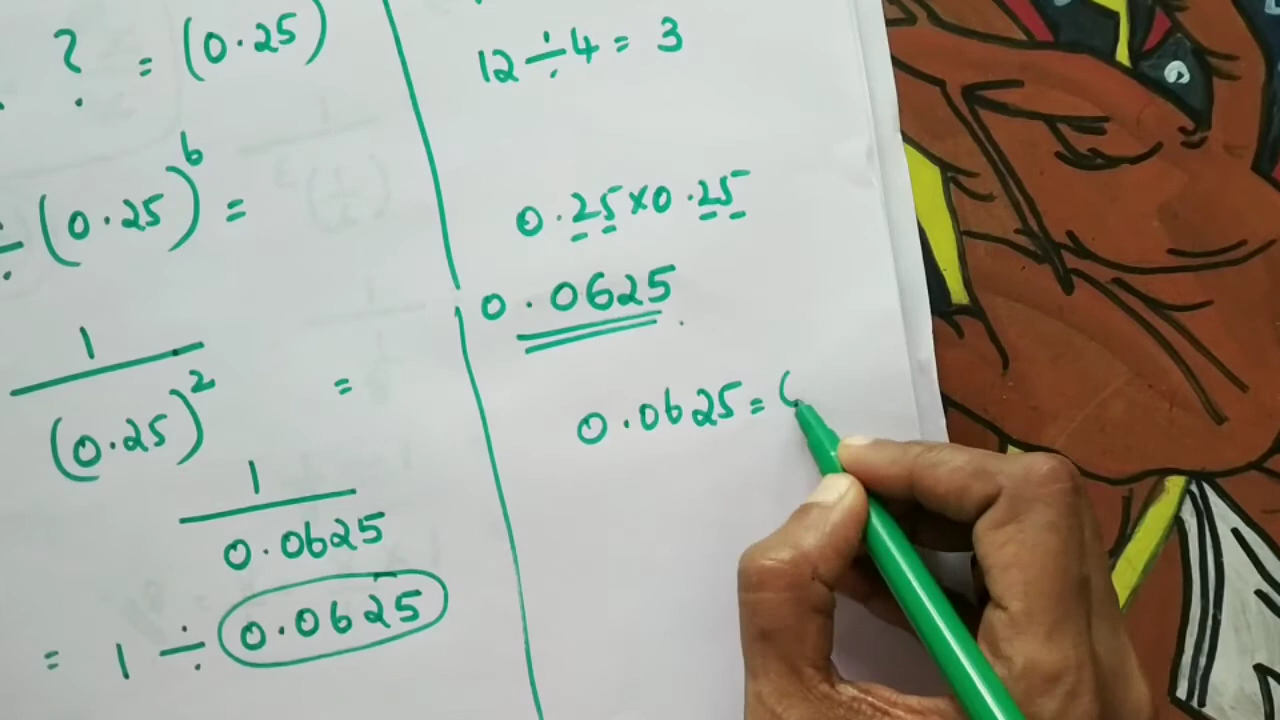 ? = (0.25)
÷ (0.25)^6 =
1
(0.25)^2 =
1
0.0625
= 1 ÷ 0.0625
12 ÷ 4 = 3
0.25 x 0.25
0.0625
0.0625 = (